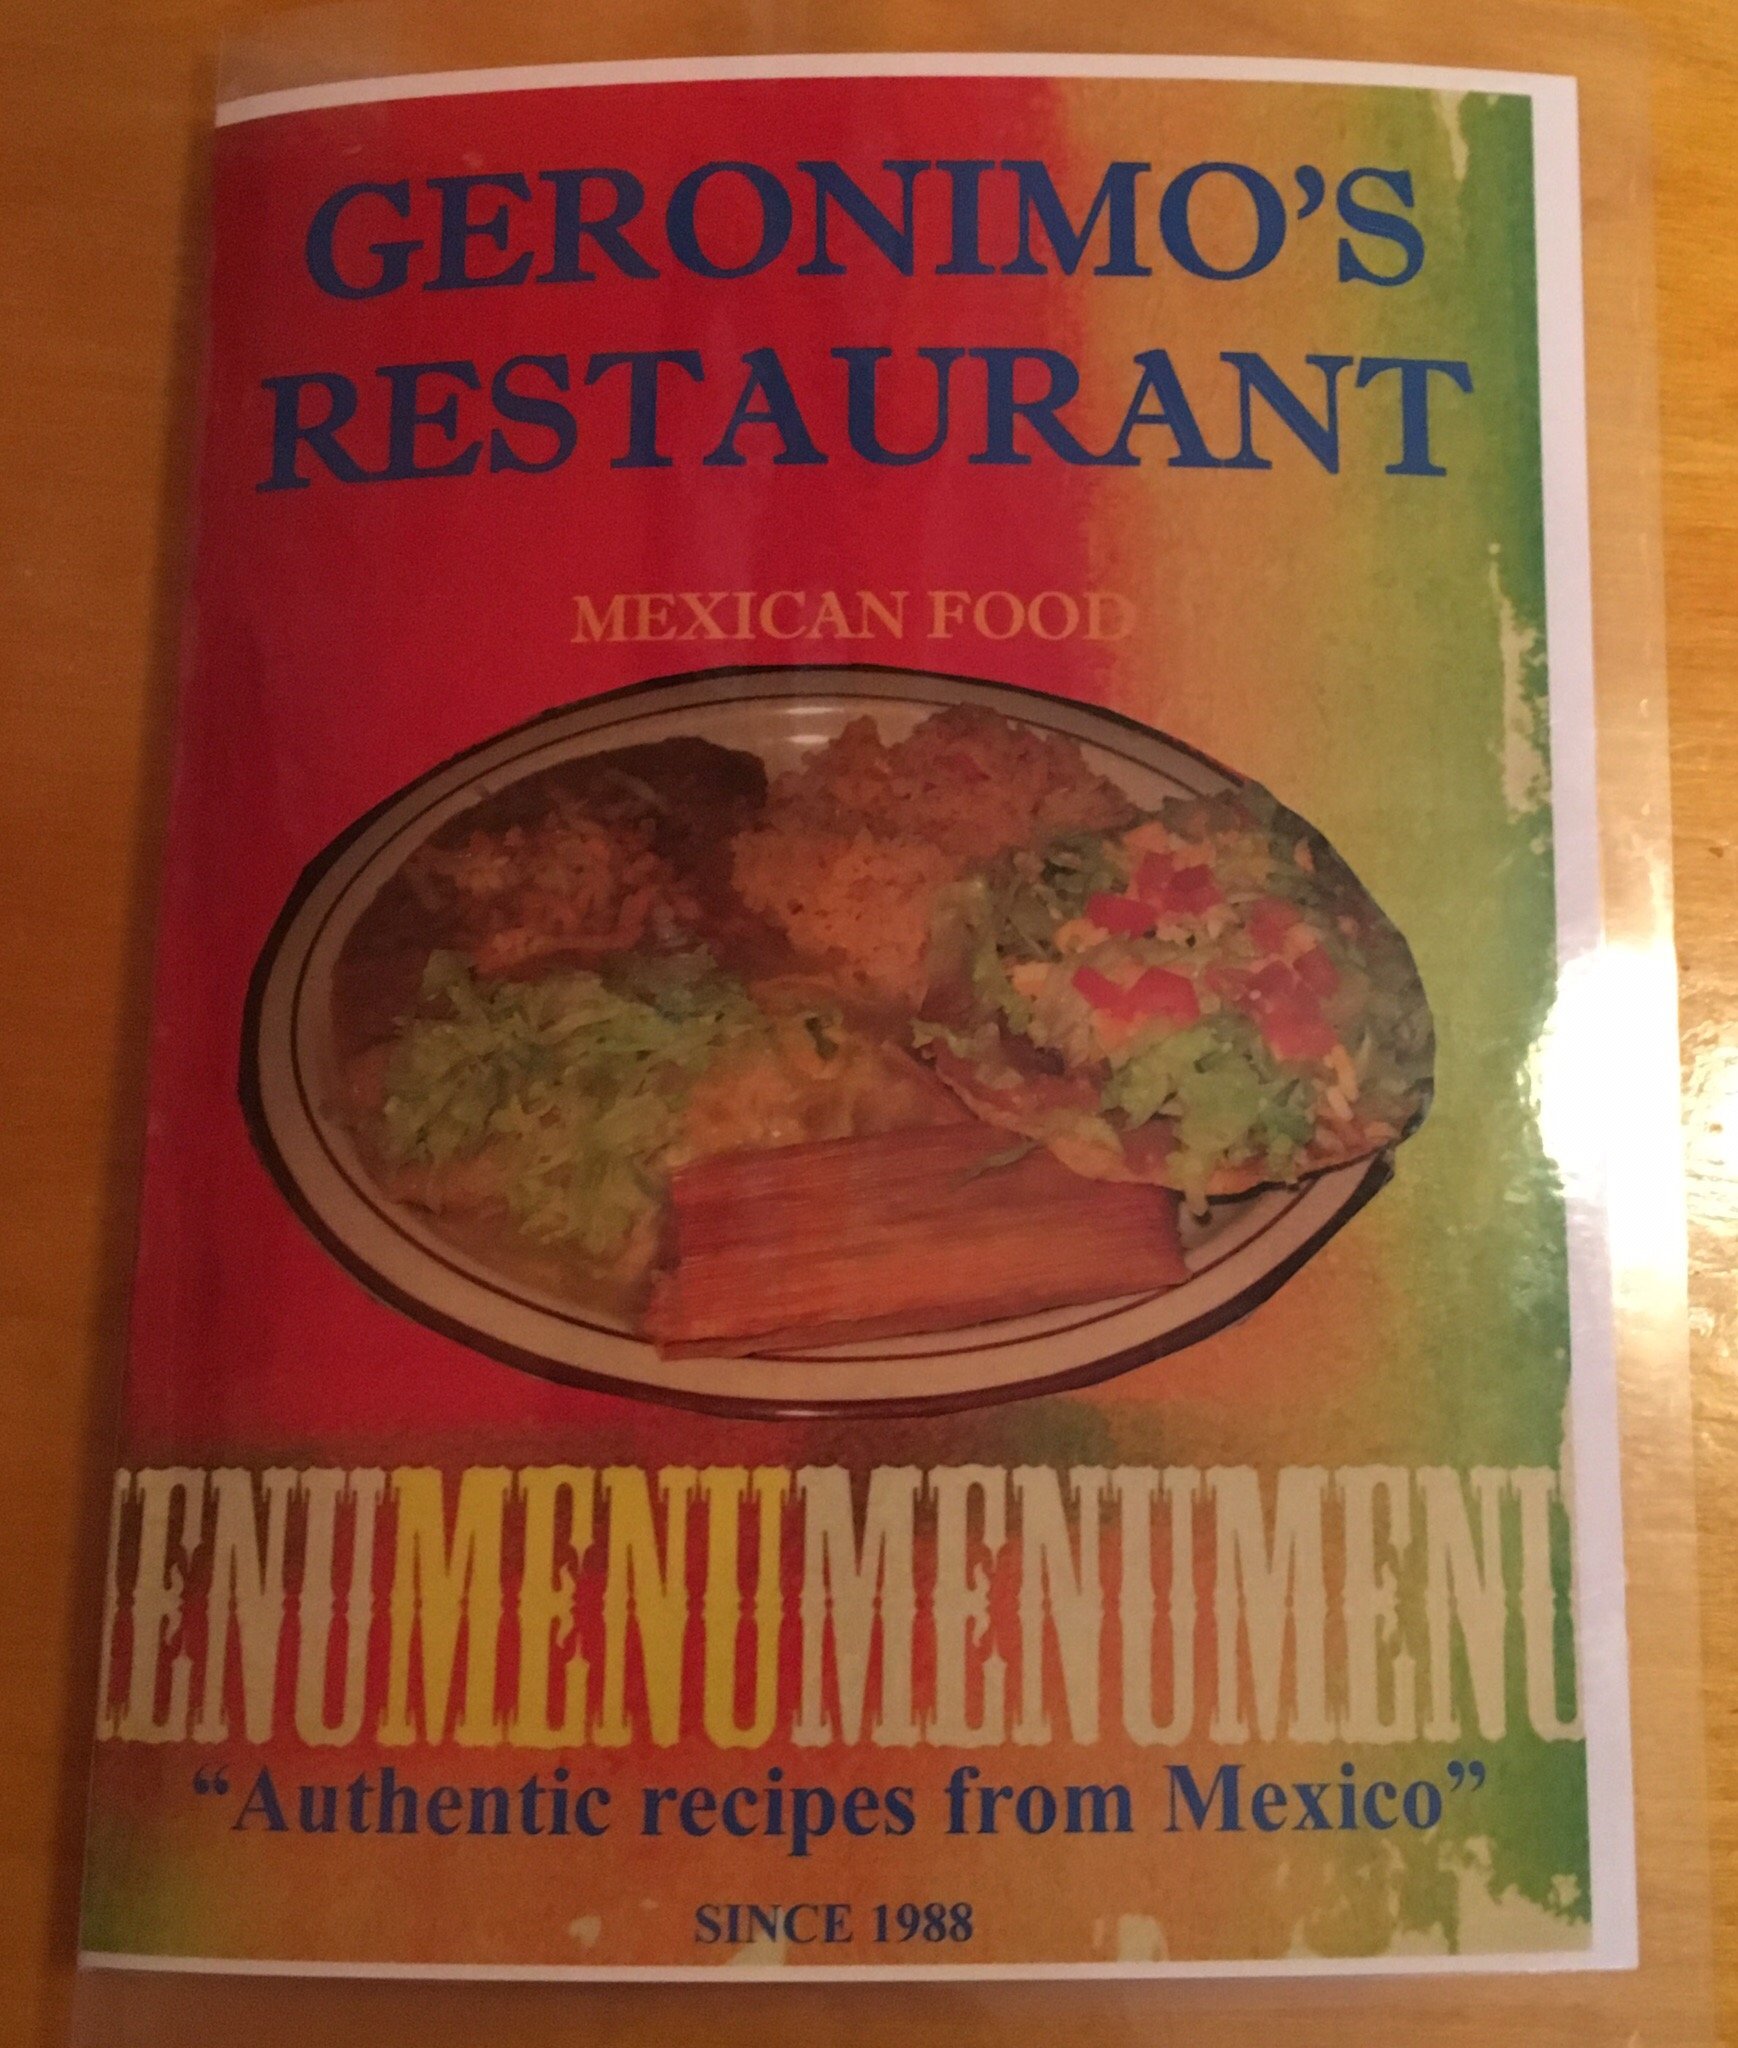 GERONIMO'S
RESTAURANT
MEXICAN FOOD
ENUMENUMENUMENU
“Authentic recipes from Mexico”
SINCE 1988